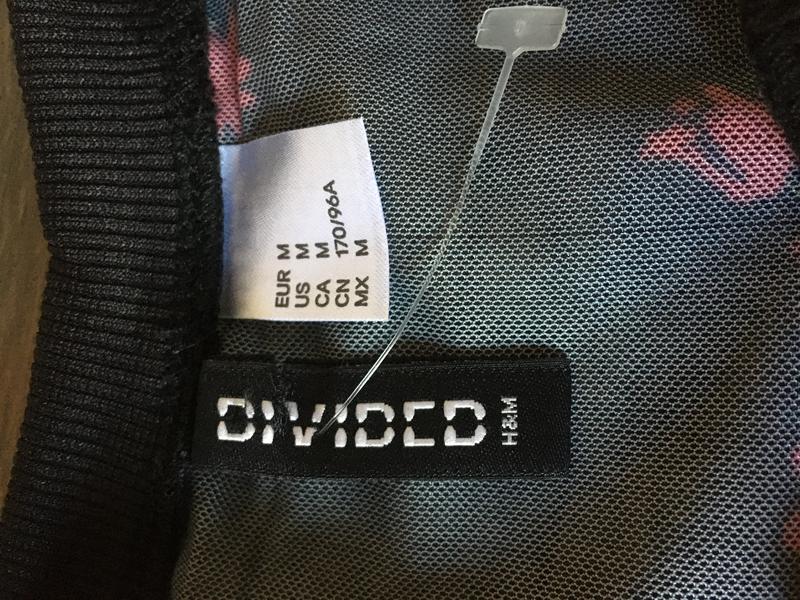 EUR M
US M
CA M
CN 170/96A
MX M
DIVIDED
H&M